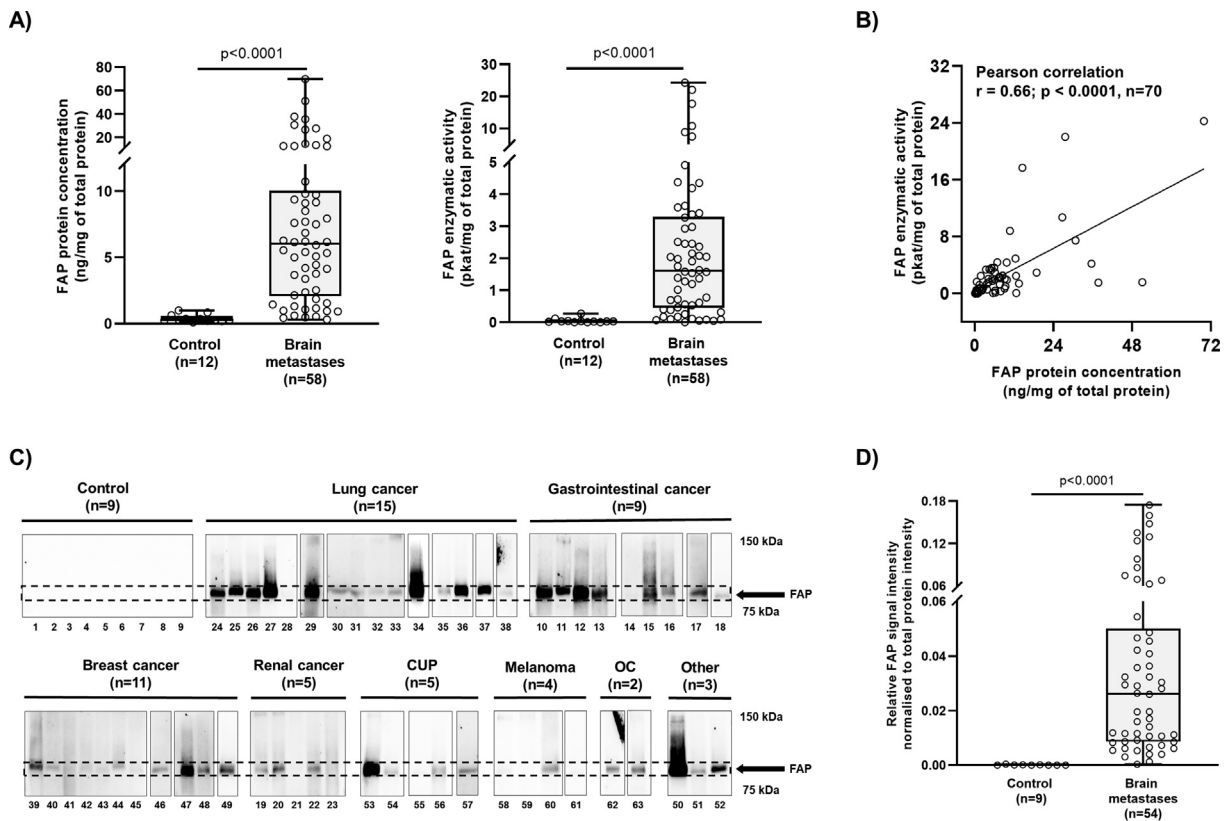 A)
p<0.0001
FAP protein concentration
(ng/mg of total protein)
80
60
40
20
10
5
0
Control
(n=12)
Brain
metastases
(n=58)
p<0.0001
FAP enzymatic activity
(pkat/mg of total protein)
30
20
10
5
4
3
2
1
0
Control
(n=12)
Brain
metastases
(n=58)
B)
Pearson correlation
r = 0.66; p < 0.0001, n=70
FAP enzymatic activity
(pkat/mg of total protein)
32
24
16
8
0
0 24 48 72
FAP protein concentration
(ng/mg of total protein)
C)
Control
(n=9)
Lung cancer
(n=15)
Gastrointestinal cancer
(n=9)
150 kDa
FAP
75 kDa
1 2 3 4 5 6 7 8 9 24 25 26 27 28 29 30 31 32 33 34 35 36 37 38 10 11 12 13 14 15 16 17 18
Breast cancer
(n=11)
Renal cancer
(n=5)
CUP
(n=5)
Melanoma
(n=4)
OC
(n=2)
Other
(n=3)
150 kDa
FAP
75 kDa
39 40 41 42 43 44 45 46 47 48 49 19 20 21 22 23 53 54 55 56 57 58 59 60 61 62 63 50 51 52
D)
p<0.0001
Relative FAP signal intensity
normalised to total protein intensity
0.18
0.12
0.06
0.06
0.04
0.02
0.00
Control
(n=9)
Brain
metastases
(n=54)